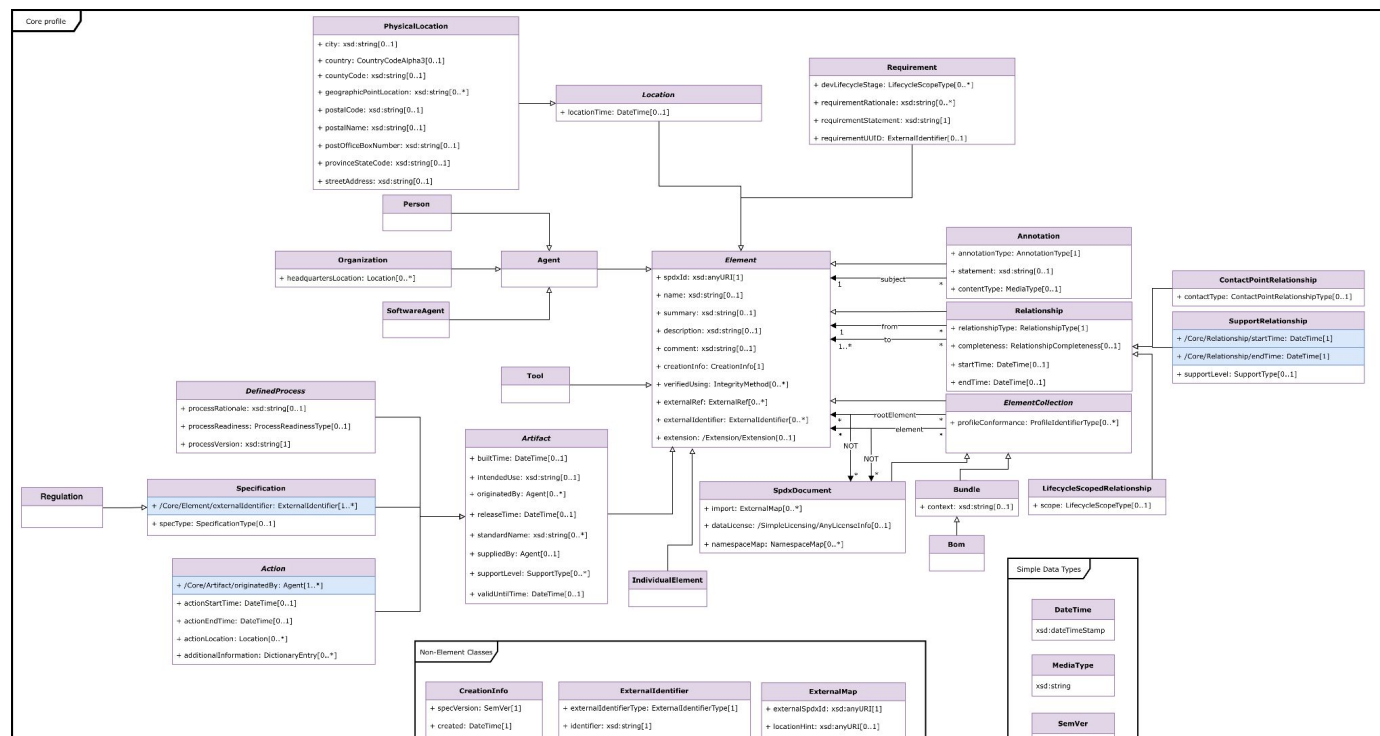 Core profile
PhysicalLocation
+ city: xsd:string[0..1]
+ country: CountryCodeAlpha3[0..1]
+ countyCode: xsd:string[0..1]
+ geographicPointLocation: xsd:string[0..*]
+ postalCode: xsd:string[0..1]
+ postalName: xsd:string[0..1]
+ postOfficeBoxNumber: xsd:string[0..1]
+ provinceStateCode: xsd:string[0..1]
+ streetAddress: xsd:string[0..1]
Location
+ locationTime: DateTime[0..1]
Requirement
+ devLifecycleStage: LifecycleScopeType[0..*]
+ requirementRationale: xsd:string[0..*]
+ requirementStatement: xsd:string[1]
+ requirementUUID: ExternalIdentifier[0..1]
Person
Organization
+ headquartersLocation: Location[0..*]
SoftwareAgent
Agent
Element
+ spdxId: xsd:anyURI[1]
+ name: xsd:string[0..1]
+ summary: xsd:string[0..1]
+ description: xsd:string[0..1]
+ comment: xsd:string[0..1]
+ creationInfo: CreationInfo[1]
+ verifiedUsing: IntegrityMethod[0..*]
+ externalRef: ExternalRef[0..*]
+ externalIdentifier: ExternalIdentifier[0..*]
+ extension: /Extension/Extension[0..1]
Annotation
+ annotationType: AnnotationType[1]
+ statement: xsd:string[0..1]
+ contentType: MediaType[0..1]
1 subject *
Relationship
+ relationshipType: RelationshipType[1]
+ completeness: RelationshipCompleteness[0..1]
+ startTime: DateTime[0..1]
+ endTime: DateTime[0..1]
1 from *
1..* to *
ContactPointRelationship
+ contactType: ContactPointRelationshipType[0..1]
SupportRelationship
+ /Core/Relationship/startTime: DateTime[1]
+ /Core/Relationship/endTime: DateTime[1]
+ supportLevel: SupportType[0..1]
ElementCollection
+ profileConformance: ProfileIdentifierType[0..*]
* rootElement *
* element *
NOT
NOT
*
*
Tool
DefinedProcess
+ processRationale: xsd:string[0..1]
+ processReadiness: ProcessReadinessType[0..1]
+ processVersion: xsd:string[1]
Regulation
Specification
+ /Core/Element/externalIdentifier: ExternalIdentifier[1..*]
+ specType: SpecificationType[0..1]
Action
+ /Core/Artifact/originatedBy: Agent[1..*]
+ actionStartTime: DateTime[0..1]
+ actionEndTime: DateTime[0..1]
+ actionLocation: Location[0..*]
+ additionalInformation: DictionaryEntry[0..*]
Artifact
+ builtTime: DateTime[0..1]
+ intendedUse: xsd:string[0..1]
+ originatedBy: Agent[0..*]
+ releaseTime: DateTime[0..1]
+ standardName: xsd:string[0..*]
+ suppliedBy: Agent[0..1]
+ supportLevel: SupportType[0..*]
+ validUntilTime: DateTime[0..1]
IndividualElement
SpdxDocument
+ import: ExternalMap[0..*]
+ dataLicense: /SimpleLicensing/AnyLicenseInfo[0..1]
+ namespaceMap: NamespaceMap[0..*]
Bundle
+ context: xsd:string[0..1]
Bom
LifecycleScopedRelationship
+ scope: LifecycleScopeType[0..1]
Simple Data Types
DateTime
xsd:dateTimeStamp
MediaType
xsd:string
SemVer
Non-Element Classes
CreationInfo
+ specVersion: SemVer[1]
+ created: DateTime[1]
ExternalIdentifier
+ externalIdentifierType: ExternalIdentifierType[1]
+ identifier: xsd:string[1]
ExternalMap
+ externalSpdxId: xsd:anyURI[1]
+ locationHint: xsd:anyURI[0..1]